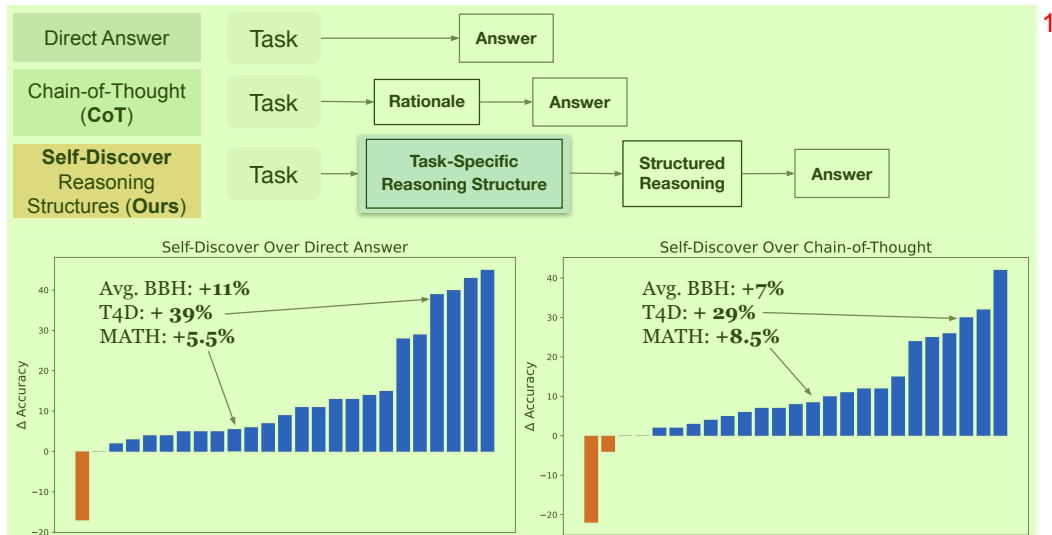 1
Direct Answer
Task
Answer
Chain-of-Thought
(CoT)
Task
Rationale
Answer
Self-Discover
Reasoning
Structures (Ours)
Task
Task-Specific
Reasoning Structure
Structured
Reasoning
Answer
Self-Discover Over Direct Answer
Avg. BBH: +11%
T4D: + 39%
MATH: +5.5%
Δ Accuracy
40
30
20
10
0
−10
−20
Self-Discover Over Chain-of-Thought
Avg. BBH: +7%
T4D: + 29%
MATH: +8.5%
Δ Accuracy
40
30
20
10
0
−10
−20